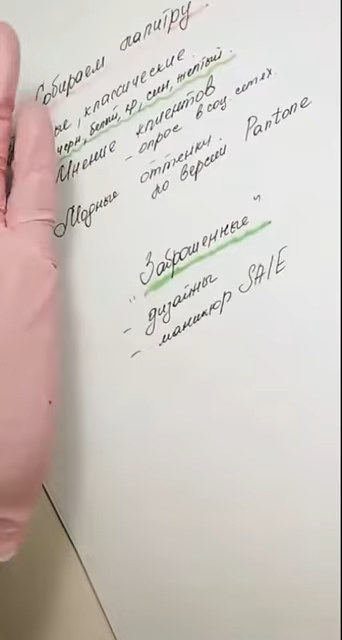 Собираем палитру.
ые, классические.
черн, белый, кр, син, желтый.
Мнение клиентов
- опрос в соц. сетях.
Модные оттенки.
по версии Pantone
"Заброшенные"
- дизайны
- маникюр SALE